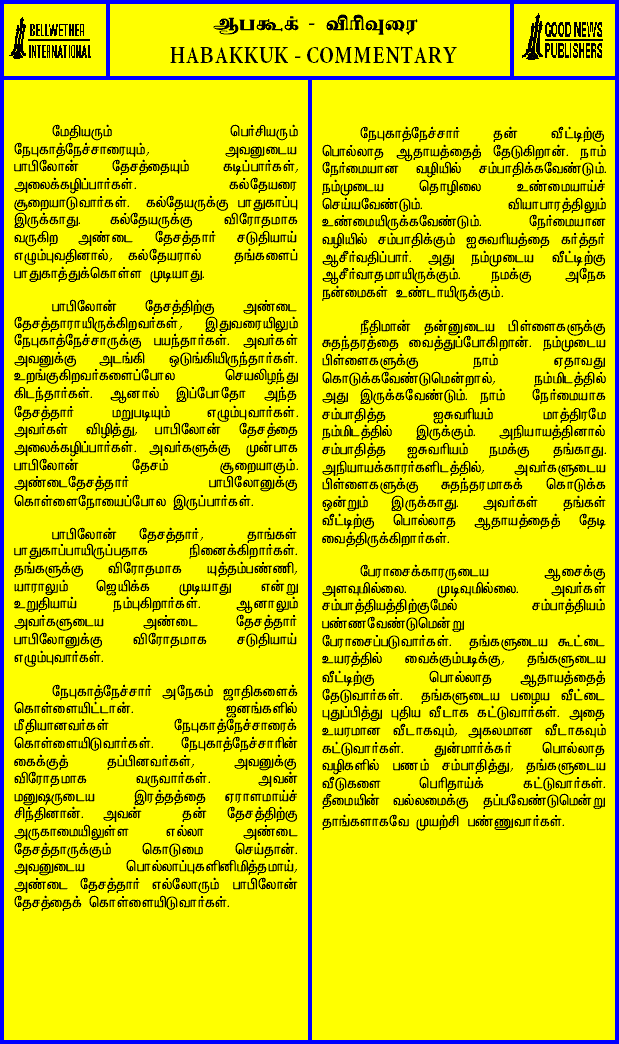 BELLWETHER
INTERNATIONAL
ஆபகூக் - விரிவுரை
HABAKKUK - COMMENTARY
GOOD NEWS
PUBLISHERS
மேதியரும் பெர்சியரும்
நேபுகாத்நேச்சாரையும், அவனுடைய
பாபிலோன் தேசத்தையும் கடிப்பார்கள்,
அலைக்கழிப்பார்கள். கல்தேயரை
சூறையாடுவார்கள். கல்தேயருக்கு பாதுகாப்பு
இருக்காது. கல்தேயருக்கு விரோதமாக
வருகிற அண்டை தேசத்தார் சடுதியாய்
எழும்புவதினால், கல்தேயரால் தங்களைப்
பாதுகாத்துக்கொள்ள முடியாது.
பாபிலோன் தேசத்திற்கு அண்டை
தேசத்தாராயிருக்கிறவர்கள், இதுவரையிலும்
நேபுகாத்நேச்சாருக்கு பயந்தார்கள். அவர்கள்
அவனுக்கு அடங்கி ஒடுங்கியிருந்தார்கள்.
உறங்குகிறவர்களைப்போல செயலிழந்து
கிடந்தார்கள். ஆனால் இப்போதோ அந்த
தேசத்தார் மறுபடியும் எழும்புவார்கள்.
அவர்கள் விழித்து, பாபிலோன் தேசத்தை
அலைக்கழிப்பார்கள். அவர்களுக்கு முன்பாக
பாபிலோன் தேசம் சூறையாகும்.
அண்டைதேசத்தார் பாபிலோனுக்கு
கொள்ளைநோயைப்போல இருப்பார்கள்.
பாபிலோன் தேசத்தார், தாங்கள்
பாதுகாப்பாயிருப்பதாக நினைக்கிறார்கள்.
தங்களுக்கு விரோதமாக யுத்தம்பண்ணி,
யாராலும் ஜெயிக்க முடியாது என்று
உறுதியாய் நம்புகிறார்கள். ஆனாலும்
அவர்களுடைய அண்டை தேசத்தார்
பாபிலோனுக்கு விரோதமாக சடுதியாய்
எழும்புவார்கள்.
நேபுகாத்நேச்சார் அநேகம் ஜாதிகளைக்
கொள்ளையிட்டான். ஜனங்களில்
மீதியானவர்கள் நேபுகாத்நேச்சாரைக்
கொள்ளையிடுவார்கள். நேபுகாத்நேச்சாரின்
கைக்குத் தப்பினவர்கள், அவனுக்கு
விரோதமாக வருவார்கள். அவன்
மனுஷருடைய இரத்தத்தை ஏராளமாய்ச்
சிந்தினான். அவன் தன் தேசத்திற்கு
அருகாமையிலுள்ள எல்லா அண்டை
தேசத்தாருக்கும் கொடுமை செய்தான்.
அவனுடைய பொல்லாப்புகளினிமித்தமாய்,
அண்டை தேசத்தார் எல்லோரும் பாபிலோன்
தேசத்தைக் கொள்ளையிடுவார்கள்.
நேபுகாத்நேச்சார் தன் வீட்டிற்கு
பொல்லாத ஆதாயத்தைத் தேடுகிறான். நாம்
நேர்மையான வழியில் சம்பாதிக்கவேண்டும்.
நம்முடைய தொழிலை உண்மையாய்ச்
செய்யவேண்டும். வியாபாரத்திலும்
உண்மையிருக்கவேண்டும். நேர்மையான
வழியில் சம்பாதிக்கும் ஐசுவரியத்தை கர்த்தர்
ஆசீர்வதிப்பார். அது நம்முடைய வீட்டிற்கு
ஆசீர்வாதமாயிருக்கும். நமக்கு அநேக
நன்மைகள் உண்டாயிருக்கும்.
நீதிமான் தன்னுடைய பிள்ளைகளுக்கு
சுதந்தரத்தை வைத்துப்போகிறான். நம்முடைய
பிள்ளைகளுக்கு நாம் ஏதாவது
கொடுக்கவேண்டுமென்றால், நம்மிடத்தில்
அது இருக்கவேண்டும். நாம் நேர்மையாக
சம்பாதித்த ஐசுவரியம் மாத்திரமே
நம்மிடத்தில் இருக்கும். அநியாயத்தினால்
சம்பாதித்த ஐசுவரியம் நமக்கு தங்காது.
அநியாயக்காரர்களிடத்தில், அவர்களுடைய
பிள்ளைகளுக்கு சுதந்தரமாகக் கொடுக்க
ஒன்றும் இருக்காது. அவர்கள் தங்கள்
வீட்டிற்கு பொல்லாத ஆதாயத்தைத் தேடி
வைத்திருக்கிறார்கள்.
பேராசைக்காரருடைய ஆசைக்கு
அளவுமில்லை. முடிவுமில்லை. அவர்கள்
சம்பாத்தியத்திற்குமேல் சம்பாத்தியம்
பண்ணவேண்டுமென்று
பேராசைப்படுவார்கள். தங்களுடைய கூட்டை
உயரத்தில் வைக்கும்படிக்கு, தங்களுடைய
வீட்டிற்கு பொல்லாத ஆதாயத்தைத்
தேடுவார்கள். தங்களுடைய பழைய வீட்டை
புதுப்பித்து புதிய வீடாக கட்டுவார்கள். அதை
உயரமான வீடாகவும், அகலமான வீடாகவும்
கட்டுவார்கள். துன்மார்க்கர் பொல்லாத
வழிகளில் பணம் சம்பாதித்து, தங்களுடைய
வீடுகளை பெரிதாய்க் கட்டுவார்கள்.
தீமையின் வல்லமைக்கு தப்பவேண்டுமென்று
தாங்களாகவே முயற்சி பண்ணுவார்கள்.